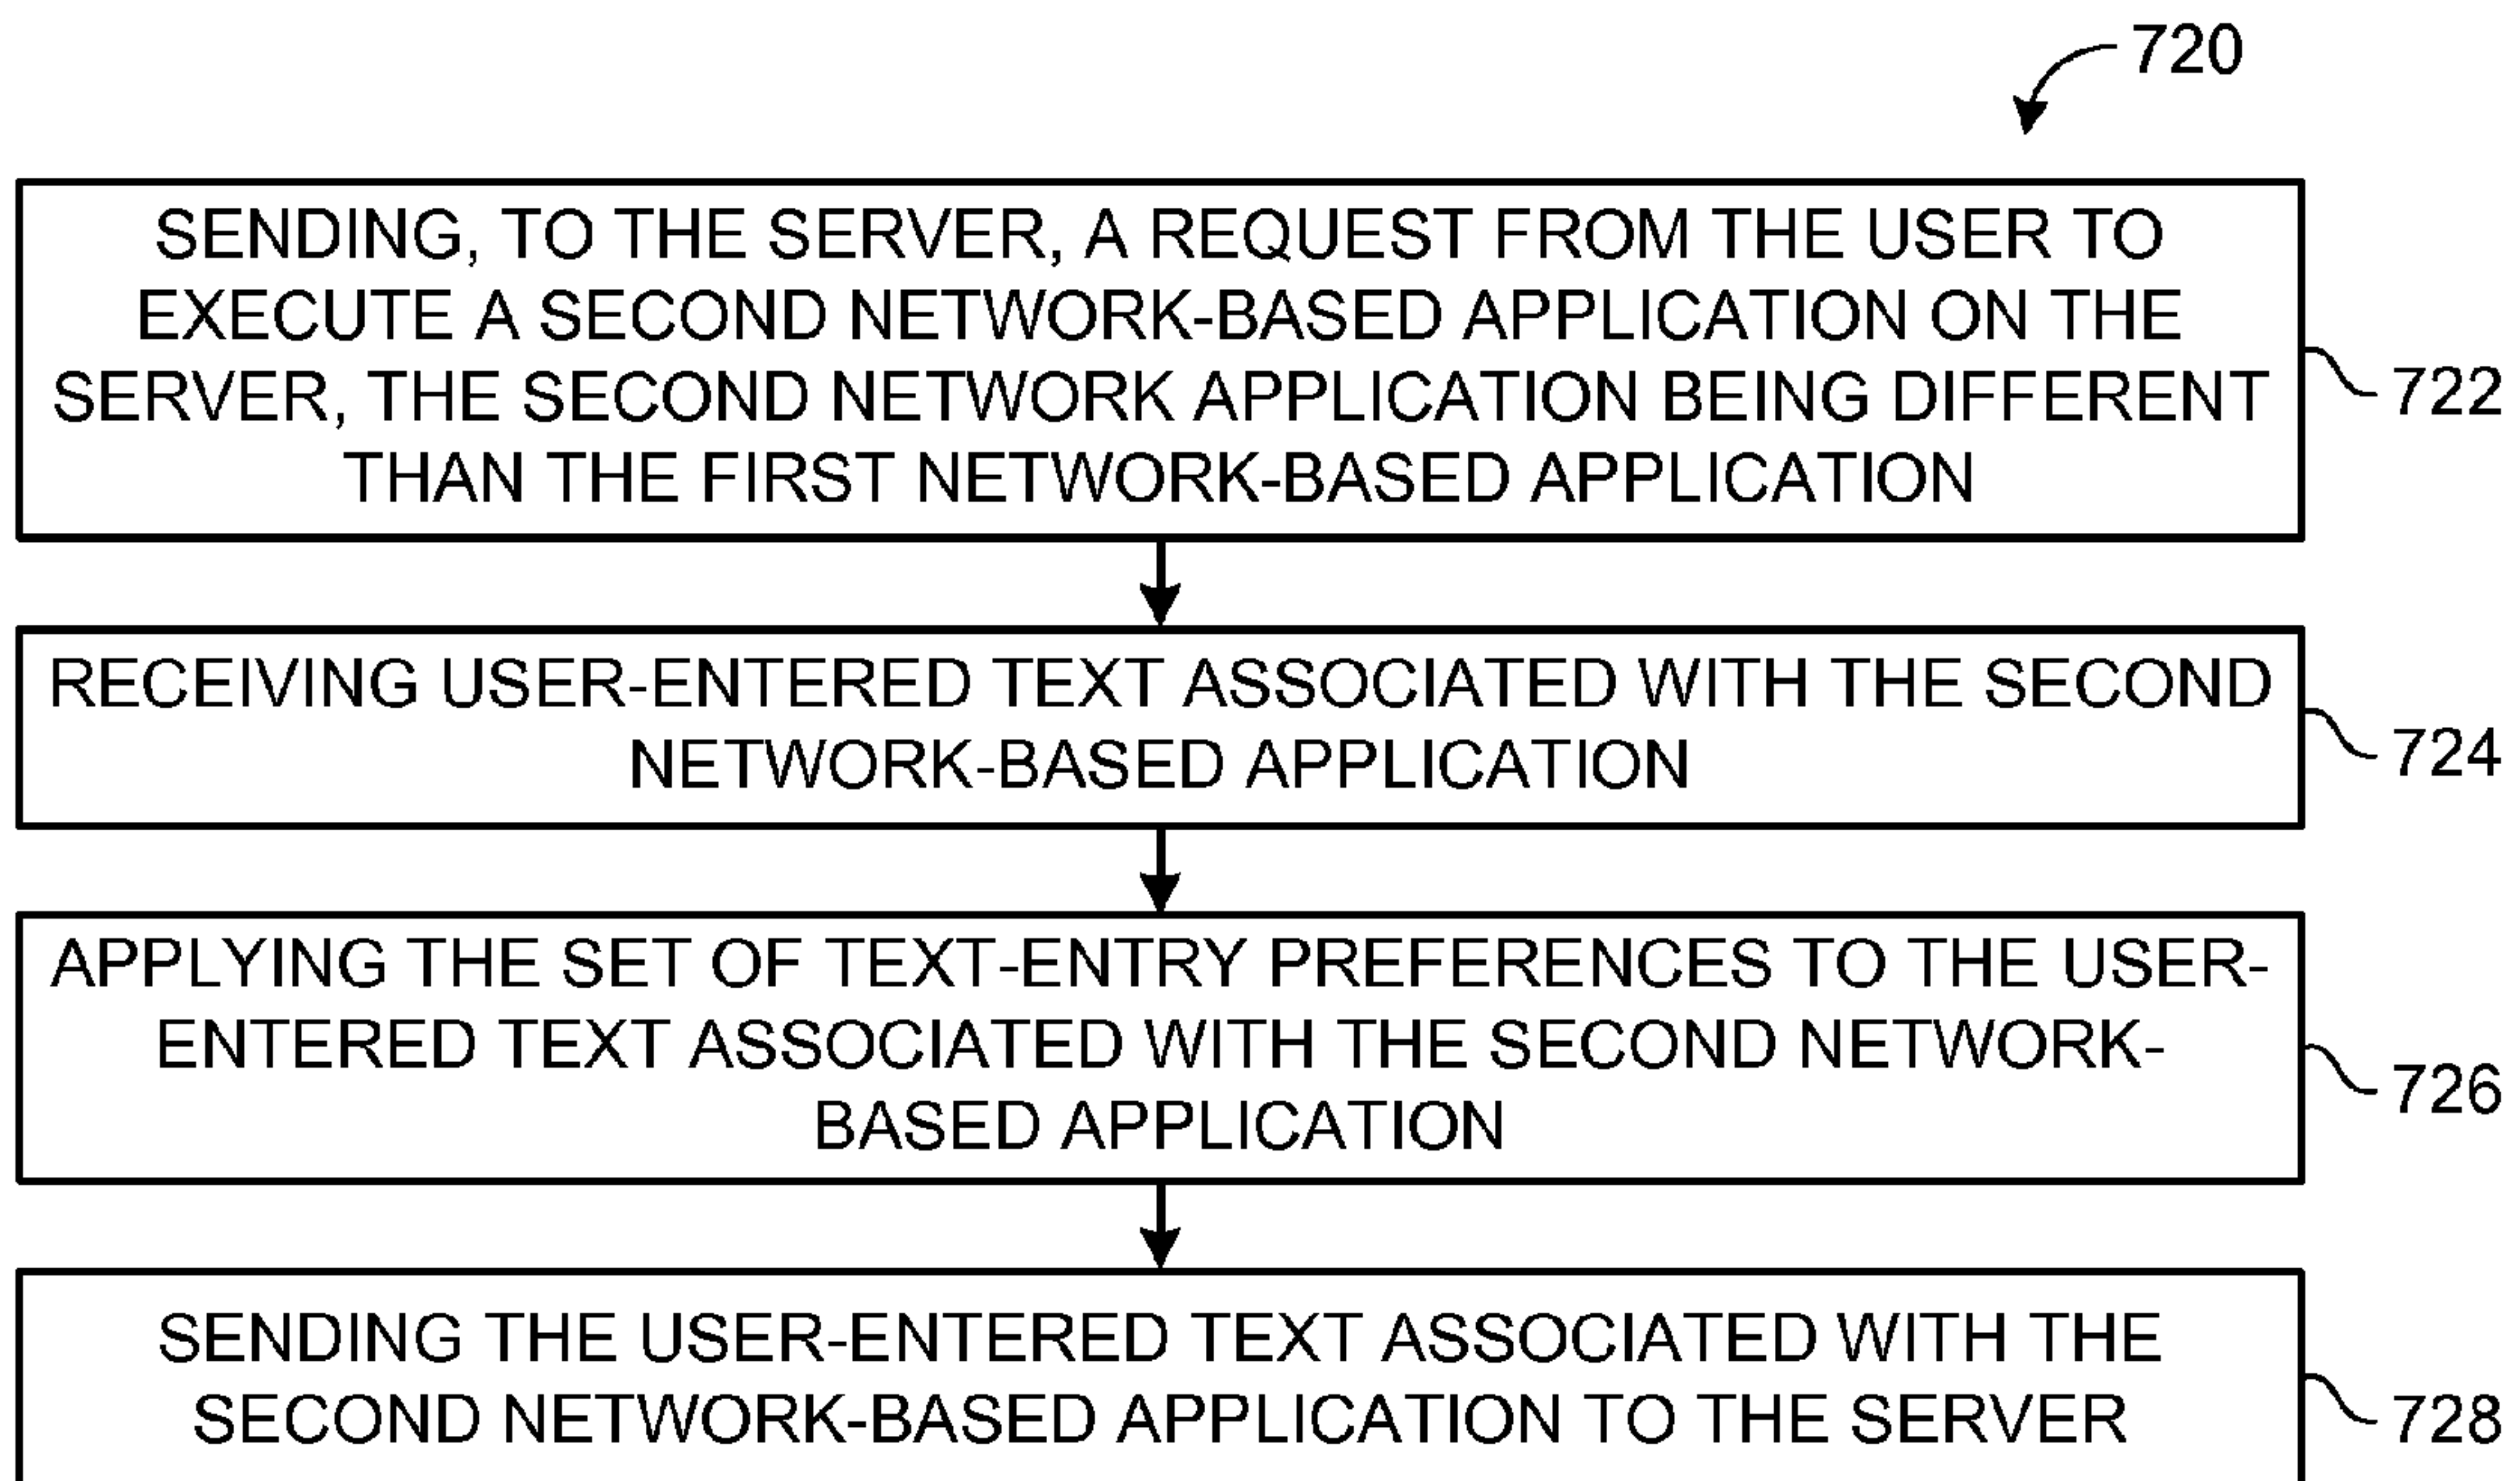 720
SENDING, TO THE SERVER, A REQUEST FROM THE USER TO
EXECUTE A SECOND NETWORK-BASED APPLICATION ON THE
SERVER, THE SECOND NETWORK APPLICATION BEING DIFFERENT
THAN THE FIRST NETWORK-BASED APPLICATION
722
RECEIVING USER-ENTERED TEXT ASSOCIATED WITH THE SECOND
NETWORK-BASED APPLICATION
724
APPLYING THE SET OF TEXT-ENTRY PREFERENCES TO THE USER-
ENTERED TEXT ASSOCIATED WITH THE SECOND NETWORK-
BASED APPLICATION
726
SENDING THE USER-ENTERED TEXT ASSOCIATED WITH THE
SECOND NETWORK-BASED APPLICATION TO THE SERVER
728